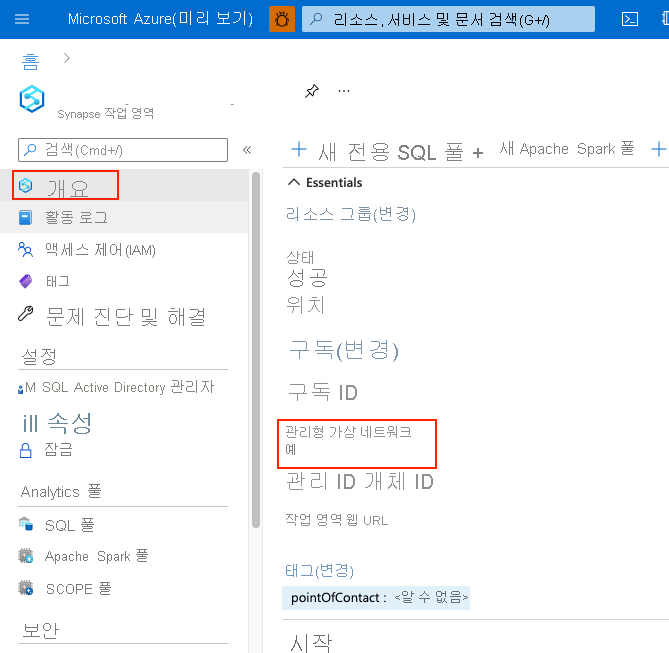 Microsoft Azure(미리 보기)
리소스, 서비스 및 문서 검색(G+/)
홈
Synapse 작업 영역
검색(Cmd+/)
개요
활동 로그
액세스 제어(IAM)
태그
문제 진단 및 해결
설정
M SQL Active Directory 관리자
ill 속성
잠금
Analytics 풀
SQL 풀
Apache Spark 풀
SCOPE 풀
보안
새 전용 SQL 풀 + 새 Apache Spark 풀
Essentials
리소스 그룹(변경)
상태
성공
위치
구독(변경)
구독 ID
관리형 가상 네트워크
예
관리 ID 개체 ID
작업 영역 웹 URL
태그(변경)
pointOfContact : <알 수 없음>
시작